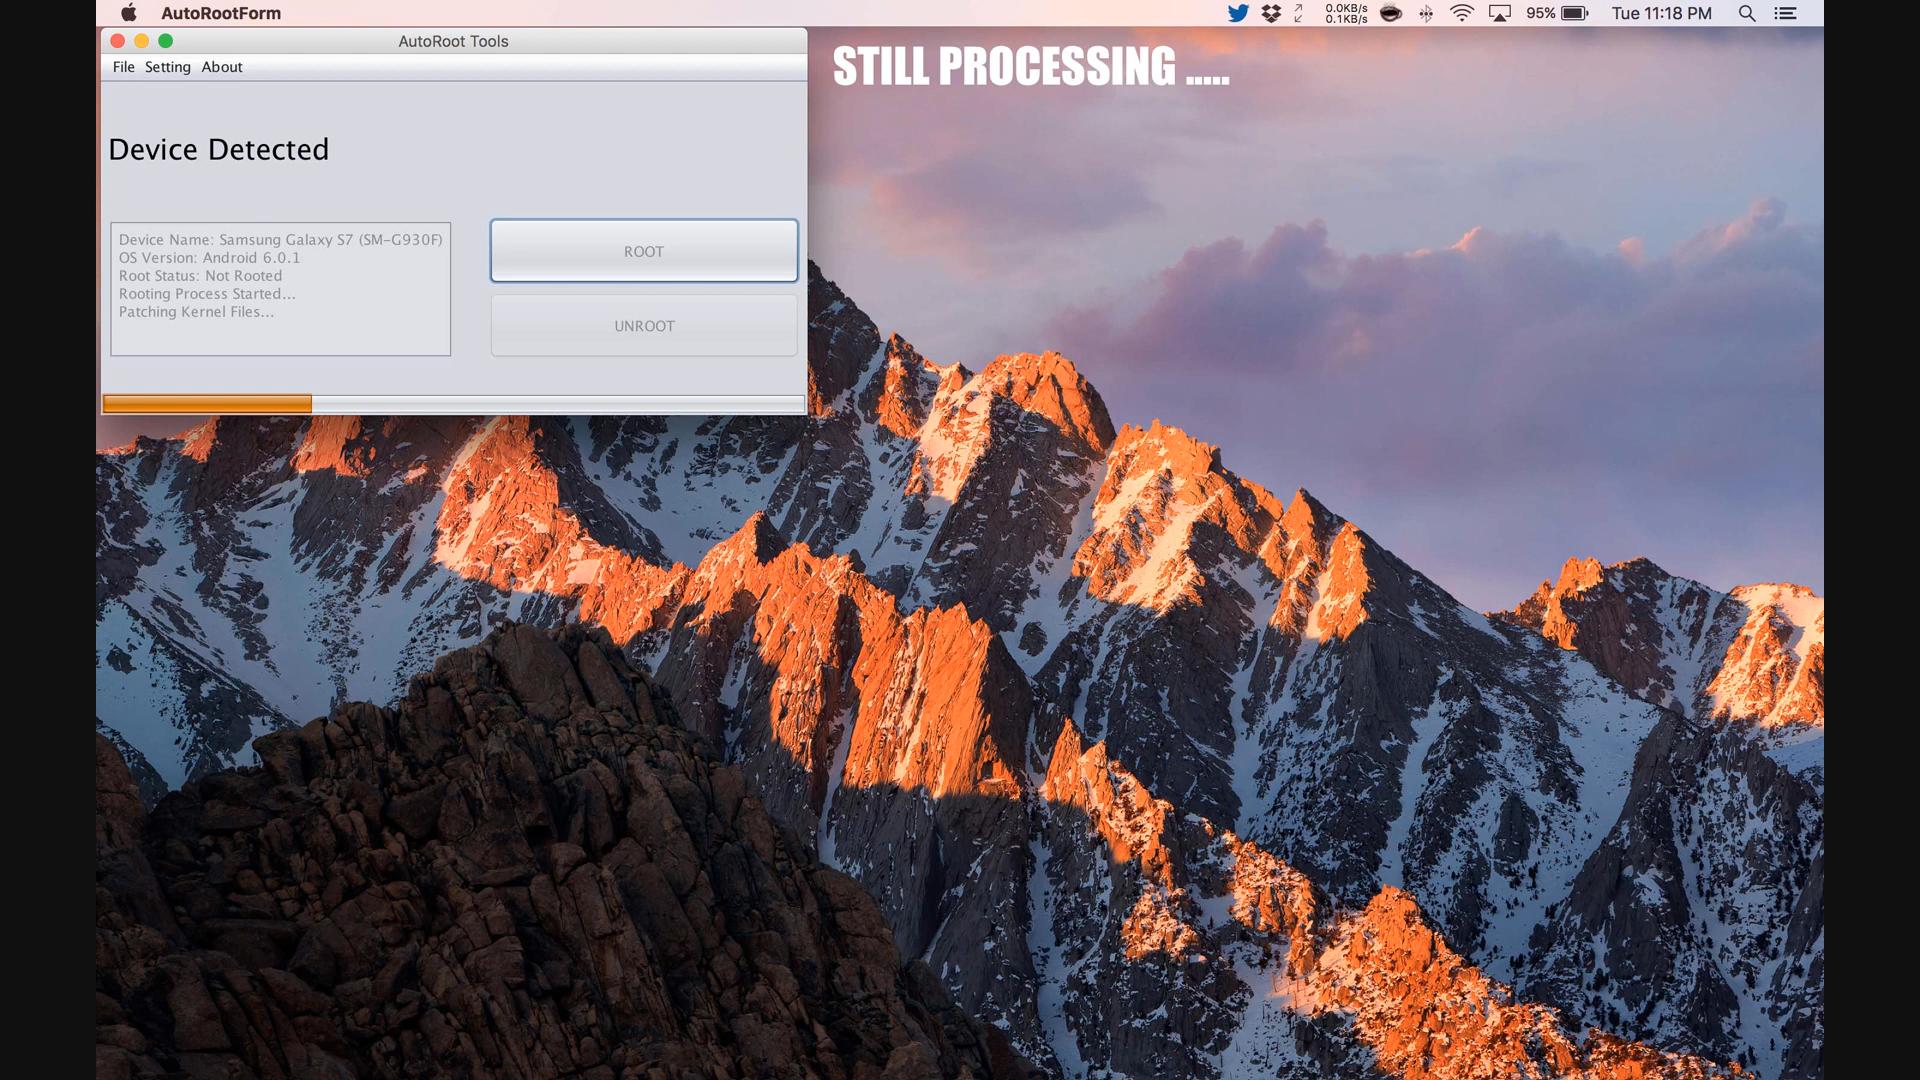 AutoRootForm
0.0KB/s
0.1KB/s
95%
Tue 11:18 PM
AutoRoot Tools
File Setting About
STILL PROCESSING .....
Device Detected
Device Name: Samsung Galaxy S7 (SM-G930F)
OS Version: Android 6.0.1
Root Status: Not Rooted
Rooting Process Started...
Patching Kernel Files...
ROOT
UNROOT